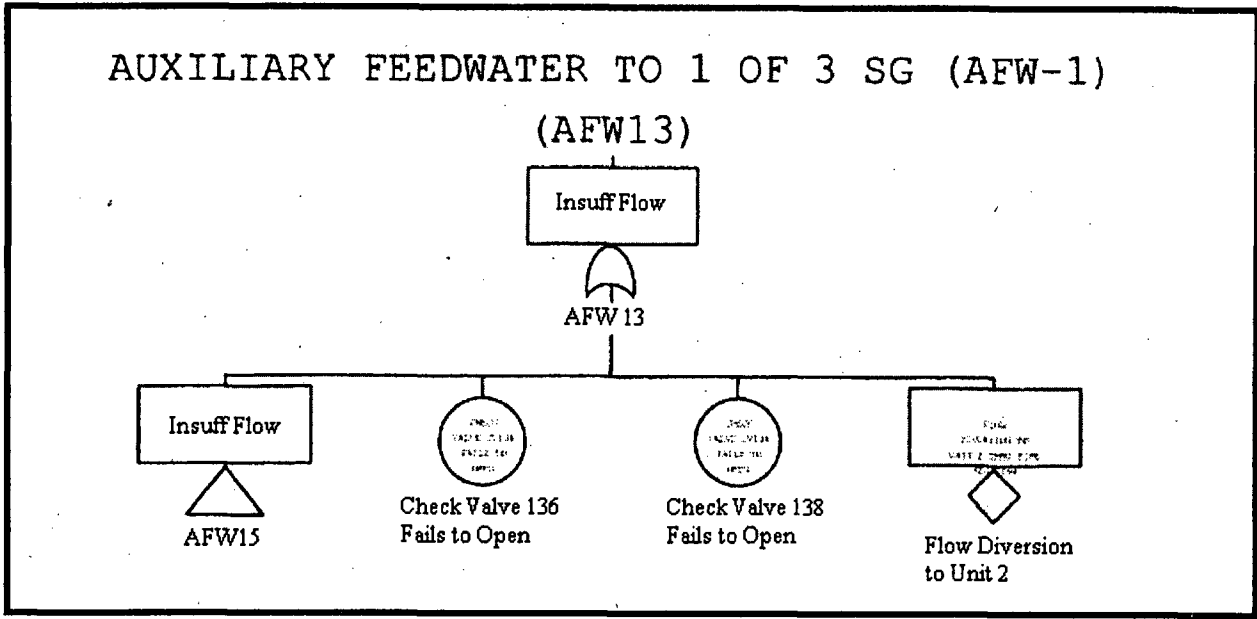 AUXILIARY FEEDWATER TO 1 OF 3 SG (AFW-1)
(AFW13)
Insuff Flow
AFW 13
Insuff Flow
AFW15
Check Valve 136
Fails to Open
Check Valve 138
Fails to Open
Flow Diversion
to Unit 2